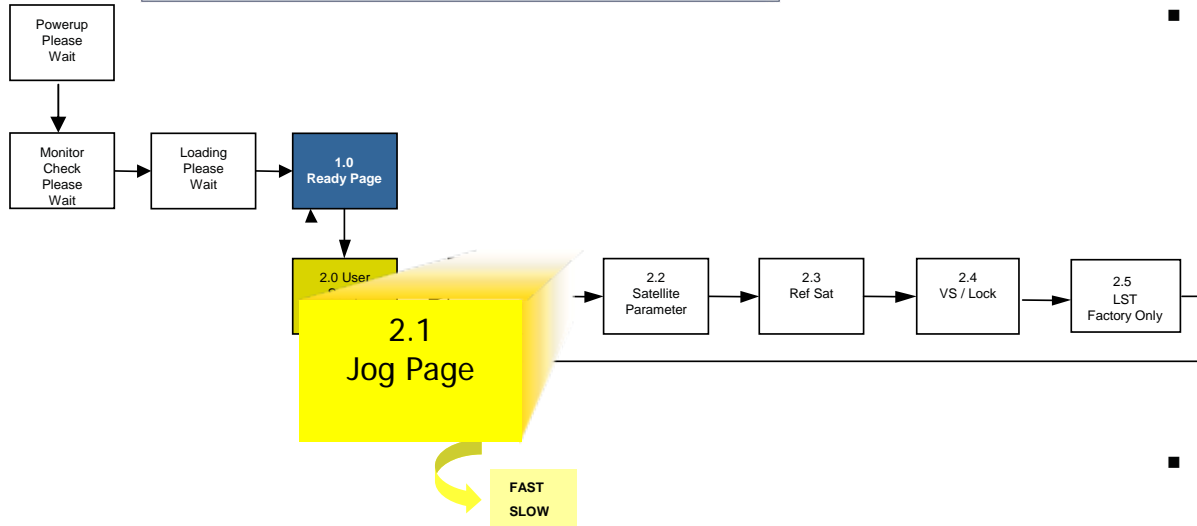 Powerup
Please
Wait
Monitor
Check
Please
Wait
Loading
Please
Wait
1.0
Ready Page
2.0 User
2.1
Jog Page
2.2
Satellite
Parameter
2.3
Ref Sat
2.4
VS / Lock
2.5
LST
Factory Only
FAST
SLOW